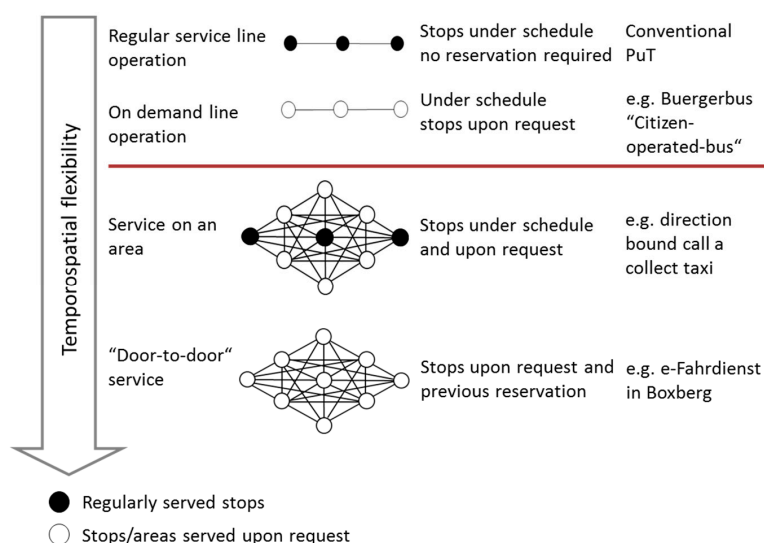 Temporospatial flexibility
Regular service line
operation
Stops under schedule
no reservation required
Conventional
PuT
On demand line
operation
Under schedule
stops upon request
e.g. Buergerbus
“Citizen-
operated-bus“
Service on an
area
Stops under schedule
and upon request
e.g. direction
bound call a
collect taxi
“Door-to-door“
service
Stops upon request and
previous reservation
e.g. e-Fahrdienst
in Boxberg
Regularly served stops
Stops/areas served upon request